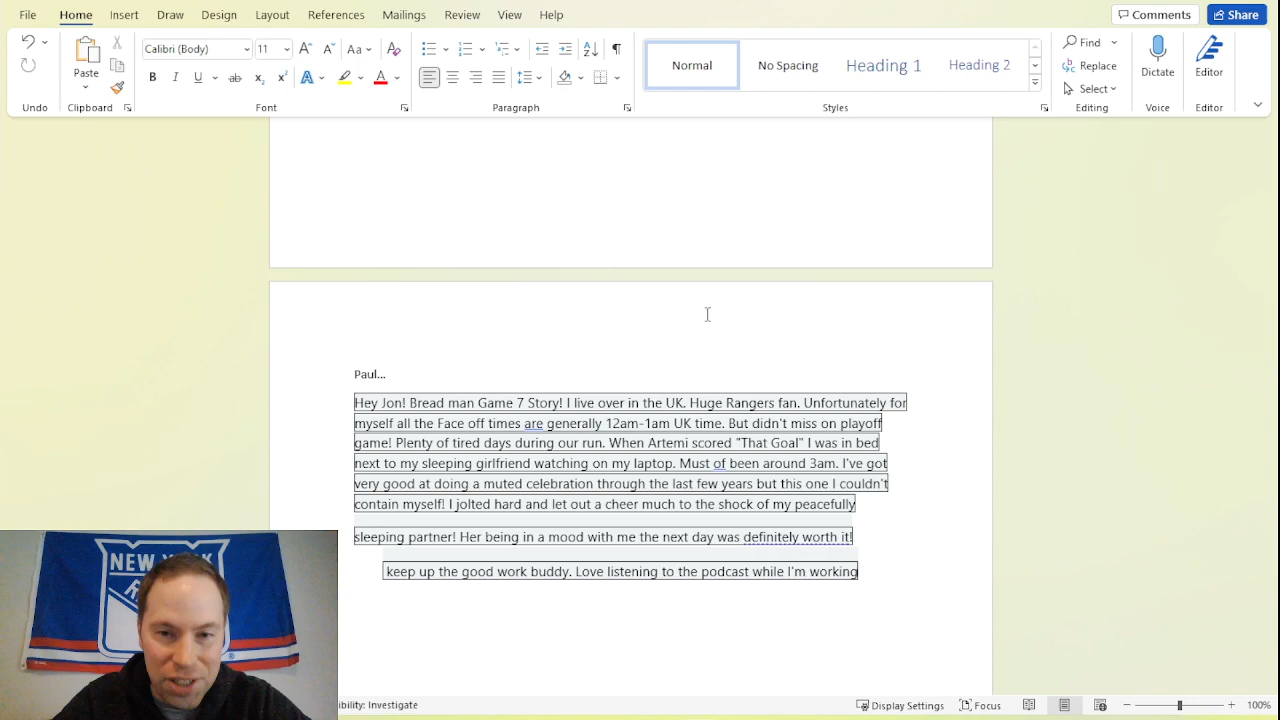 File Home Insert Draw Design Layout References Mailings Review View Help Comments Share
Calibri (Body) 11 Aa Find
Paste Normal No Spacing Heading 1 Heading 2 Replace Dictate Editor
B I U ab x₂ x² A A Select
Undo Clipboard Font Paragraph Styles Editing Voice Editor
Paul...
Hey Jon! Bread man Game 7 Story! I live over in the UK. Huge Rangers fan. Unfortunately for
myself all the Face off times are generally 12am-1am UK time. But didn't miss on playoff
game! Plenty of tired days during our run. When Artemi scored "That Goal" I was in bed
next to my sleeping girlfriend watching on my laptop. Must of been around 3am. I've got
very good at doing a muted celebration through the last few years but this one I couldn't
contain myself! I jolted hard and let out a cheer much to the shock of my peacefully
sleeping partner! Her being in a mood with me the next day was definitely worth it!
keep up the good work buddy. Love listening to the podcast while I'm working
NEW YORK
bility: Investigate Display Settings Focus 100%